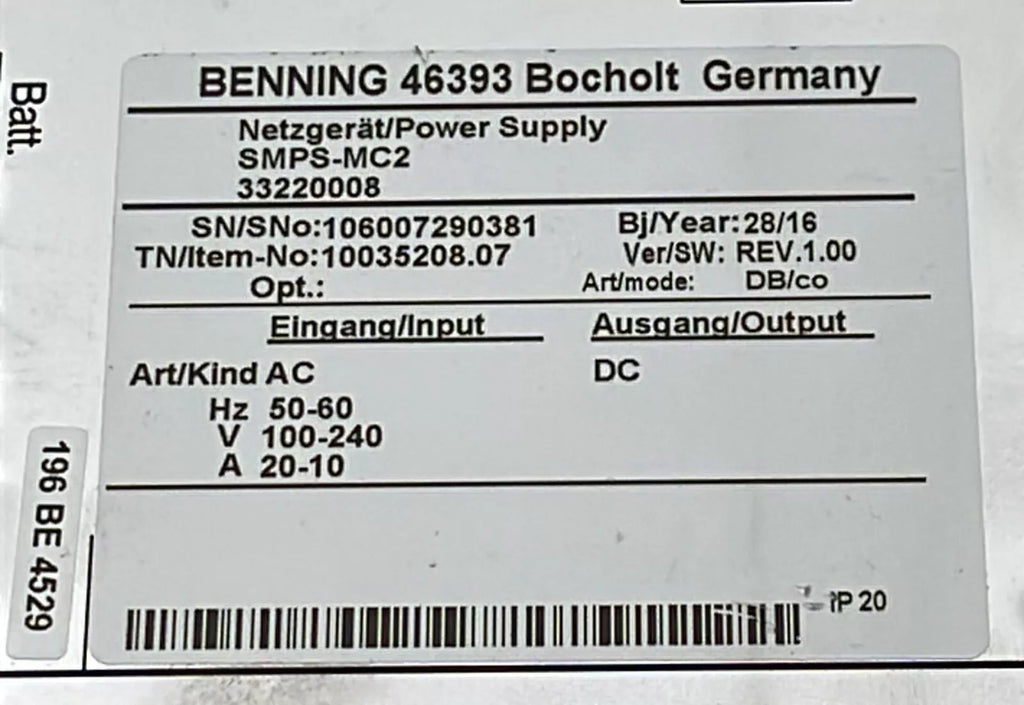 BENNING 46393 Bocholt Germany
Netzgerät/Power Supply
SMPS-MC2
33220008
SN/SNo:106007290381 Bj/Year:28/16
TN/Item-No:10035208.07 Ver/SW: REV.1.00
Opt.: Art/mode: DB/co
Eingang/Input Ausgang/Output
Art/Kind AC DC
Hz 50-60
V 100-240
A 20-10
IP 20
Batt.
196 BE 4529